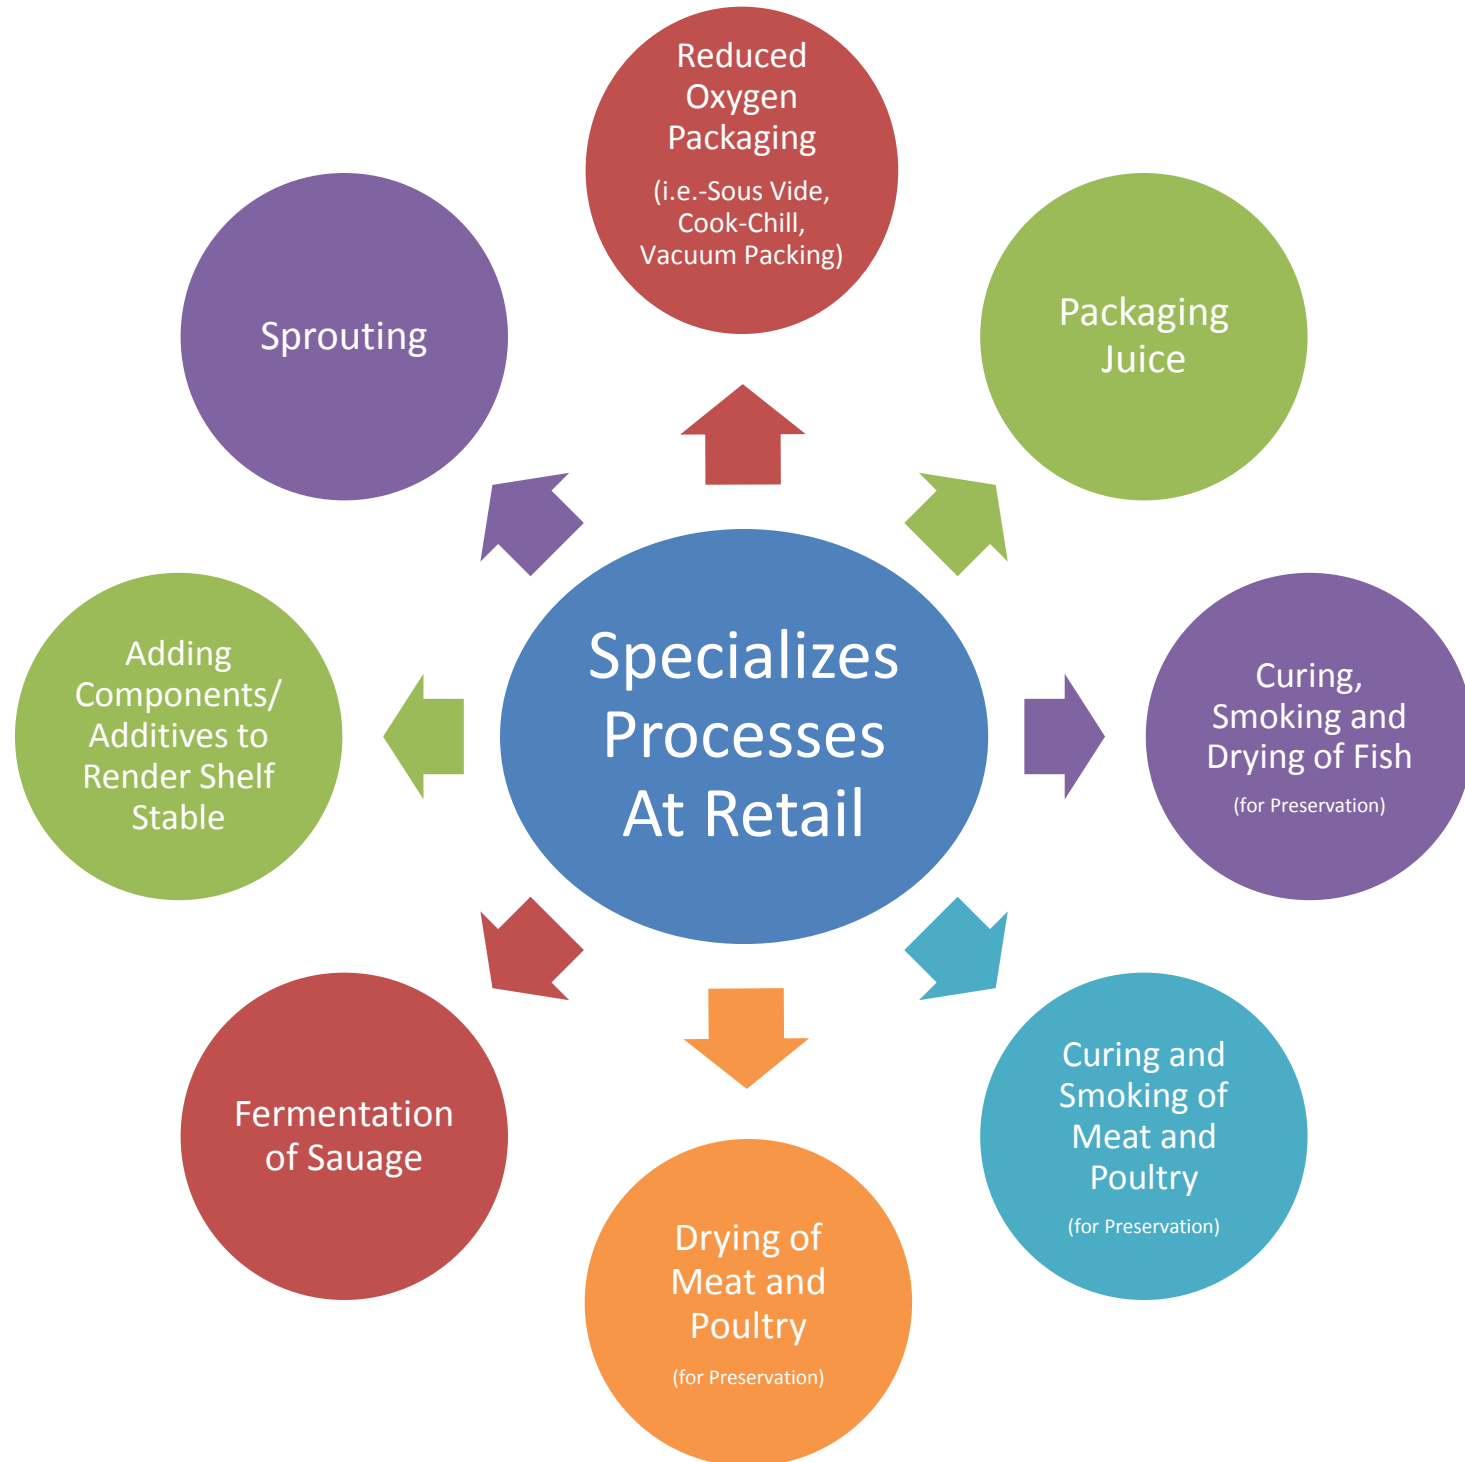 Reduced
Oxygen
Packaging
(i.e.-Sous Vide,
Cook-Chill,
Vacuum Packing)
Packaging
Juice
Curing,
Smoking and
Drying of Fish
(for Preservation)
Curing and
Smoking of
Meat and
Poultry
(for Preservation)
Drying of
Meat and
Poultry
(for Preservation)
Fermentation
of Sauage
Adding
Components/
Additives to
Render Shelf
Stable
Sprouting
Specializes
Processes
At Retail